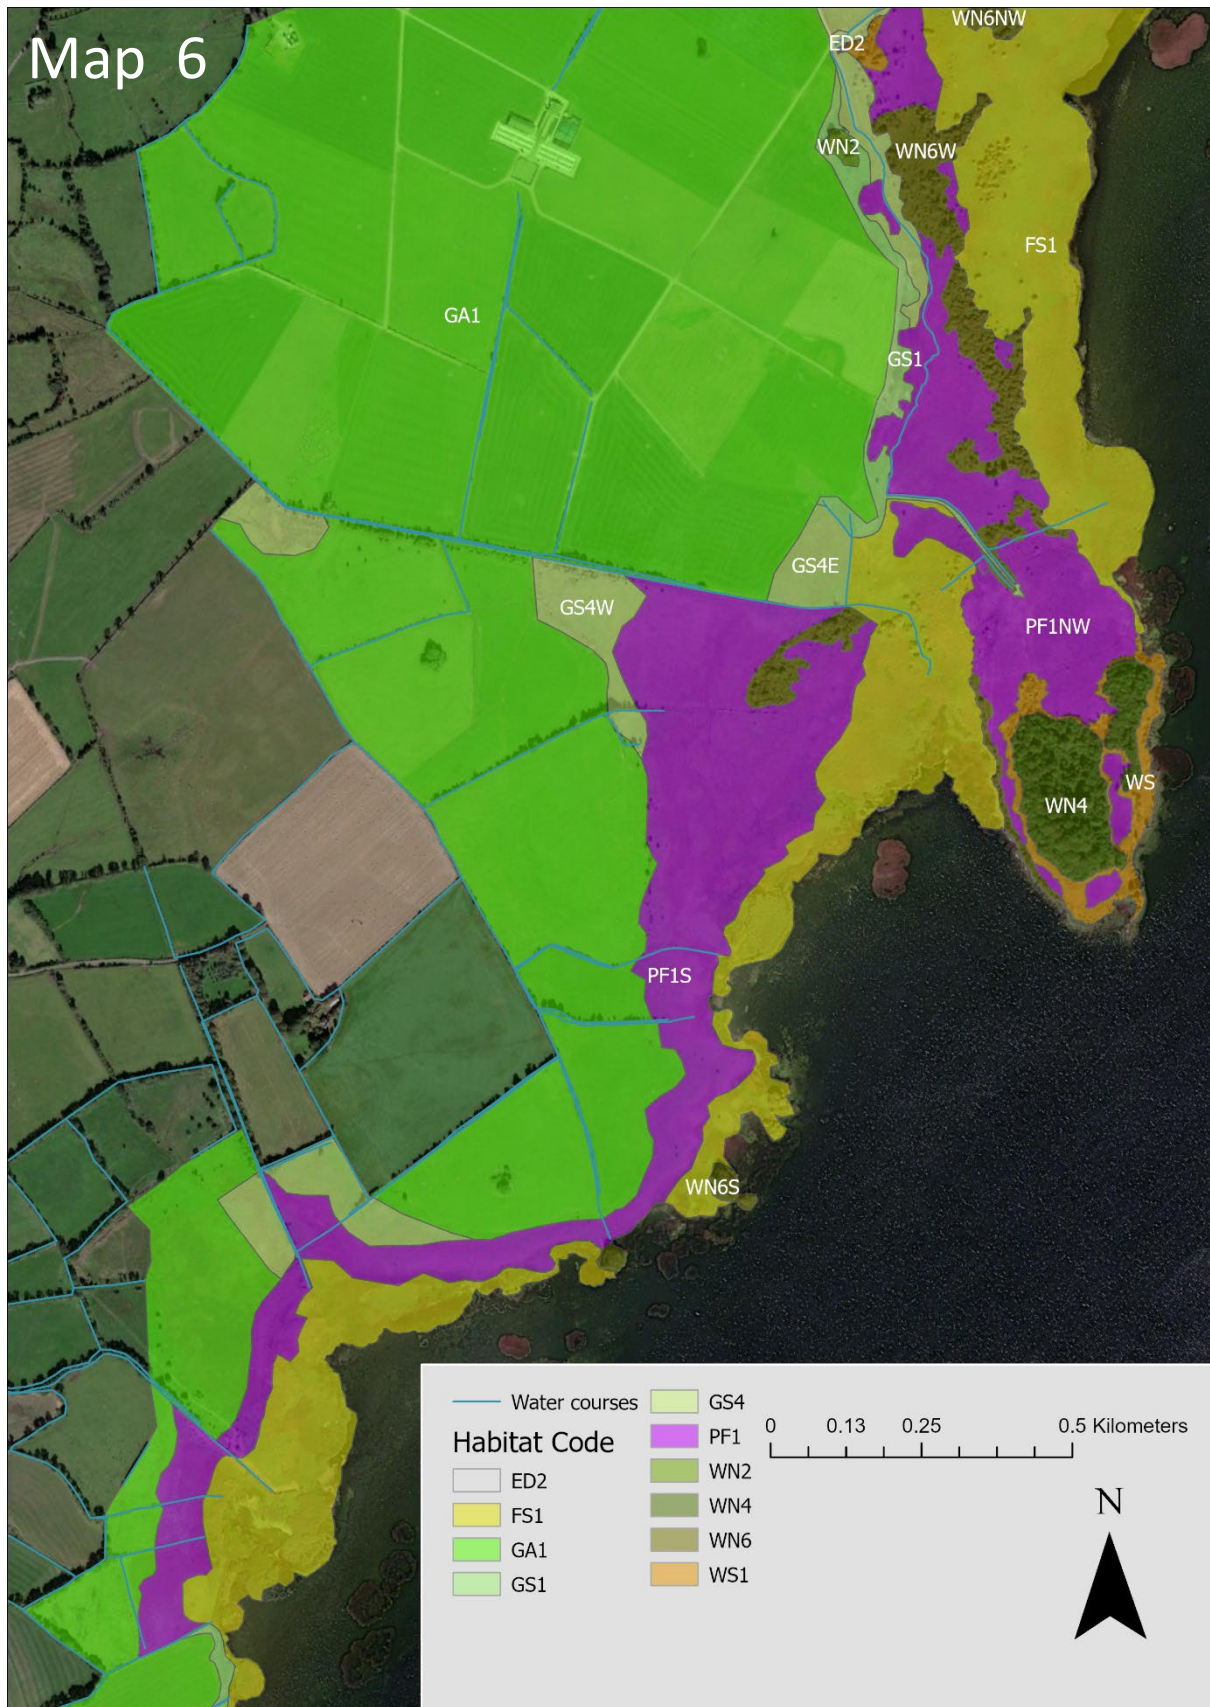 Map 6
WN6NW
ED2
WN2
WN6W
FS1
GA1
GS1
GS4E
GS4W
PF1NW
WS
WN4
PF1S
WN6S
Water courses
Habitat Code
ED2
FS1
GA1
GS1
GS4
PF1
WN2
WN4
WN6
WS1
0 0.13 0.25 0.5 Kilometers
N